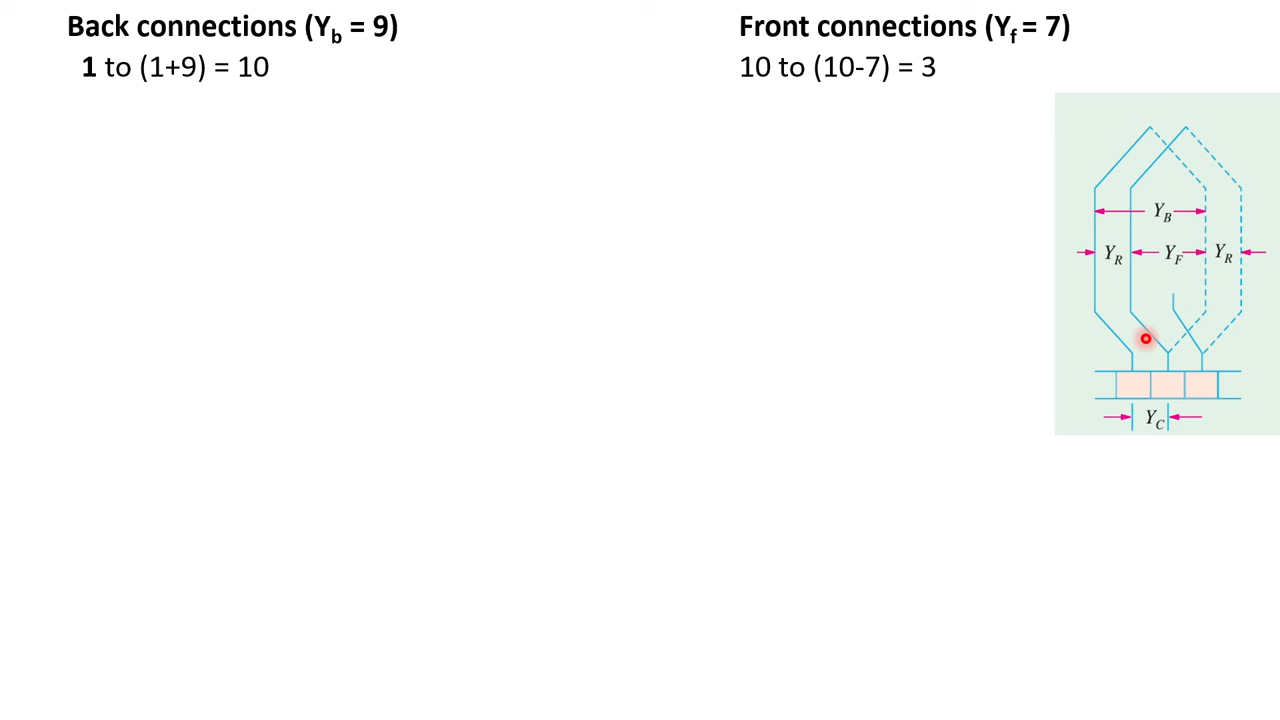 Back connections (Yb = 9)
1 to (1+9) = 10
Front connections (Yf = 7)
10 to (10-7) = 3
YB
YR YF YR
YC